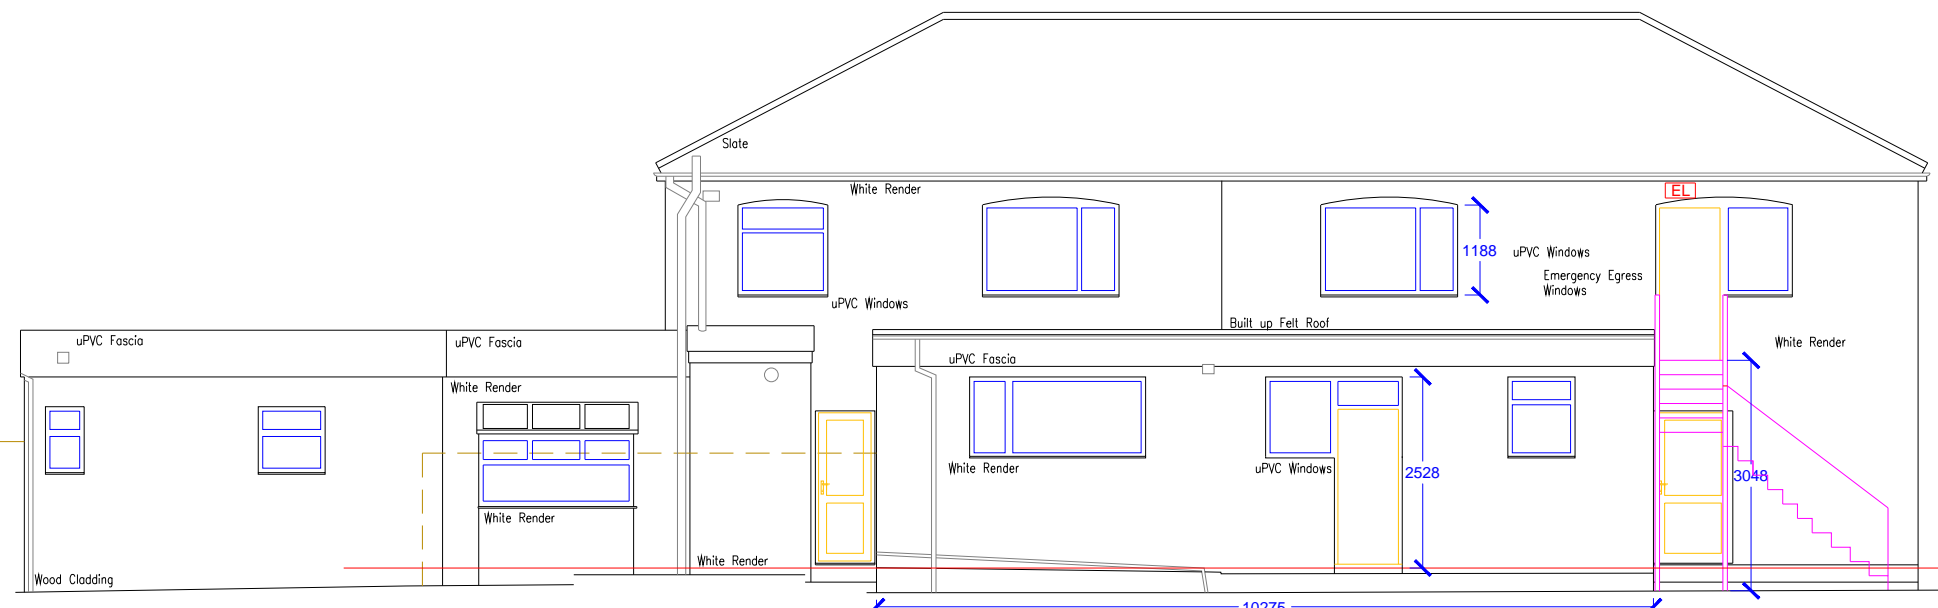 Slate
White Render
EL
1188
uPVC Windows
Emergency Egress
Windows
uPVC Windows
Built up Felt Roof
uPVC Fascia
uPVC Fascia
White Render
uPVC Fascia
White Render
White Render
uPVC Windows
2528
3048
White Render
White Render
Wood Cladding
10275